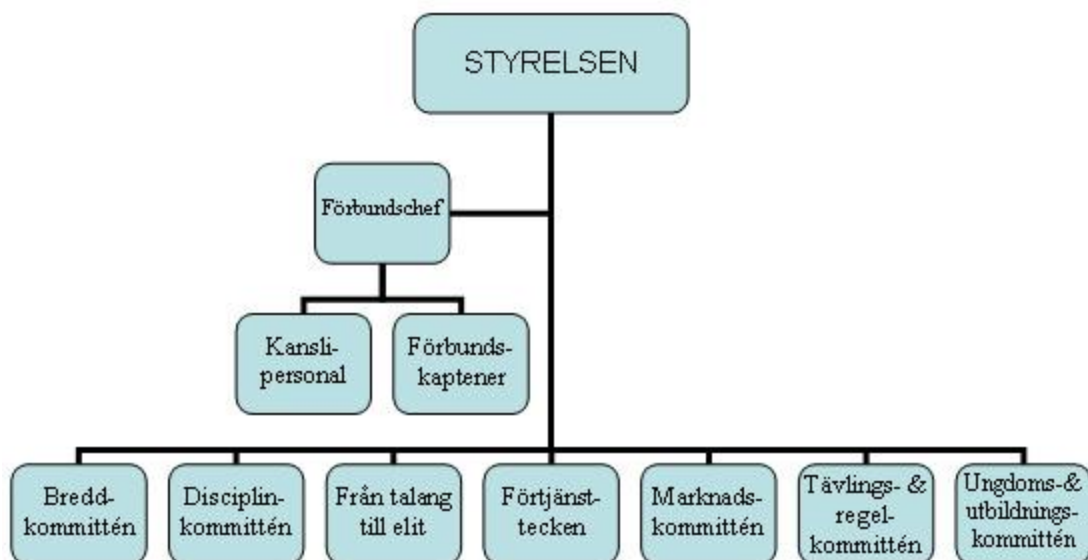 STYRELSEN
Förbundschef
Kansli-
personal
Förbunds-
kaptener
Bredd-
kommittén
Disciplin-
kommittén
Från talang
till elit
Förtjänst-
tecken
Marknads-
kommittén
Tävlings- &
regel-
kommittén
Ungdoms-&
utbildnings-
kommittén